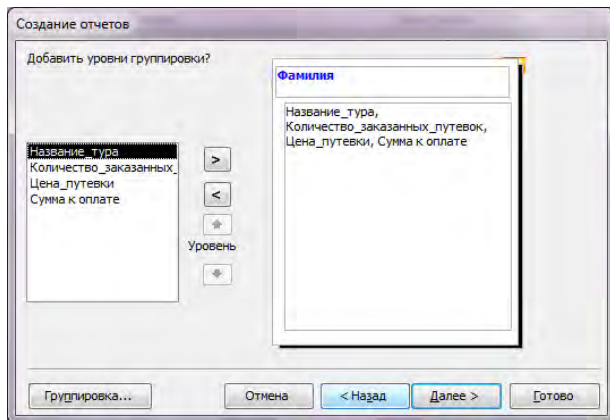 Создание отчетов
Добавить уровни группировки?
Фамилия
Название_тура,
Количество_заказанных_путевок,
Цена_путевки, Сумма к оплате
Название_тура
Количество_заказанных_
Цена_путевки
Сумма к оплате
>
<
Уровень
Группировка...
Отмена
< Назад
Далее >
Готово